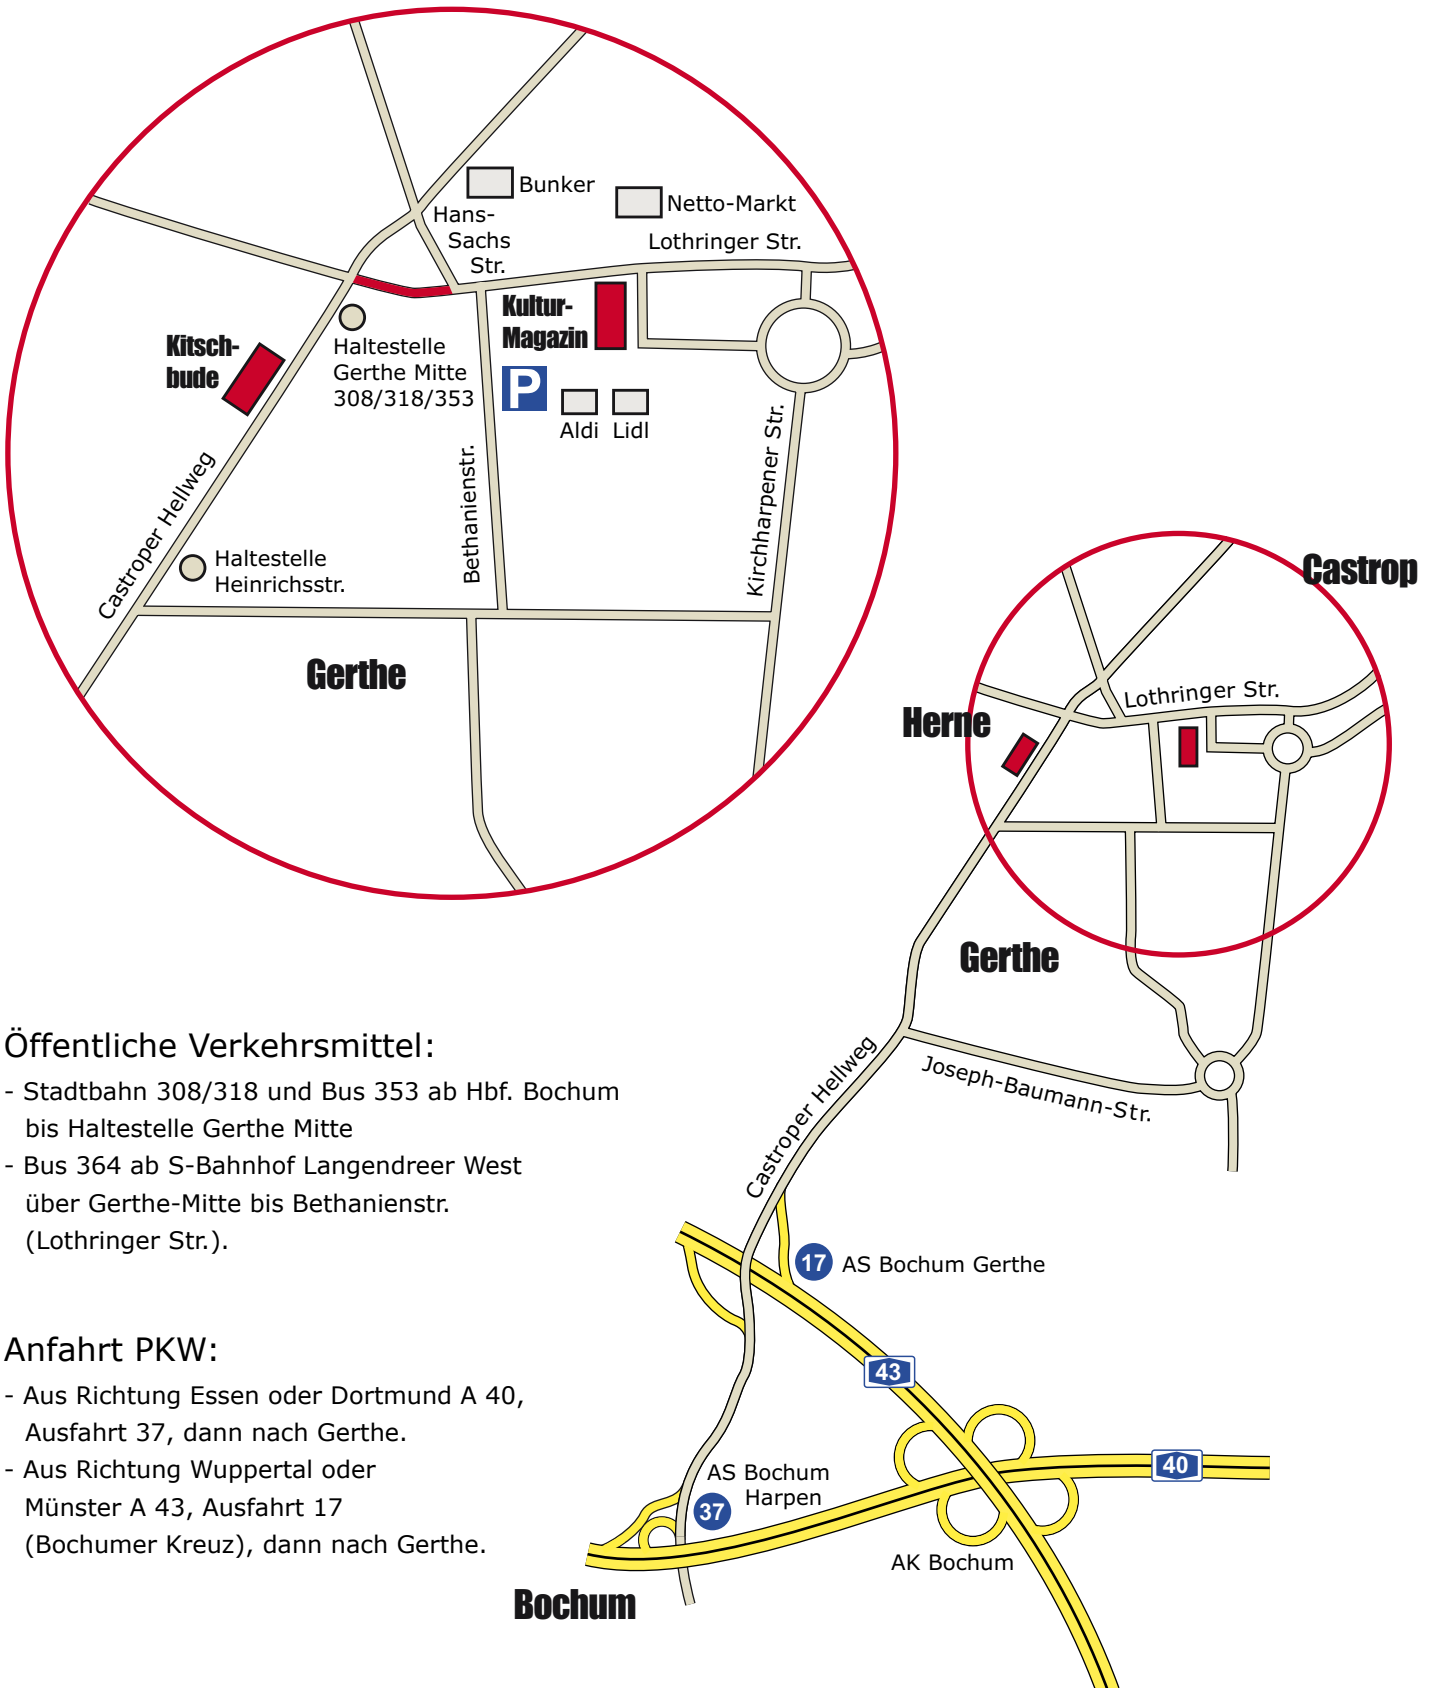 Bunker
Netto-Markt
Hans-
Sachs
Str.
Lothringer Str.
Kultur-
Magazin
Kitsch-
bude
Haltestelle
Gerthe Mitte
308/318/353
P
Aldi
Lidl
Castroper Hellweg
Bethanienstr.
Kirchharpener Str.
Haltestelle
Heinrichsstr.
Gerthe
Castrop
Lothringer Str.
Herne
Gerthe
Castroper Hellweg
Joseph-Baumann-Str.
Öffentliche Verkehrsmittel:
- Stadtbahn 308/318 und Bus 353 ab Hbf. Bochum
bis Haltestelle Gerthe Mitte
- Bus 364 ab S-Bahnhof Langendreer West
über Gerthe-Mitte bis Bethanienstr.
(Lothringer Str.).
17 AS Bochum Gerthe
Anfahrt PKW:
- Aus Richtung Essen oder Dortmund A 40,
Ausfahrt 37, dann nach Gerthe.
- Aus Richtung Wuppertal oder
Münster A 43, Ausfahrt 17
(Bochumer Kreuz), dann nach Gerthe.
43
40
AS Bochum
Harpen
37
AK Bochum
Bochum